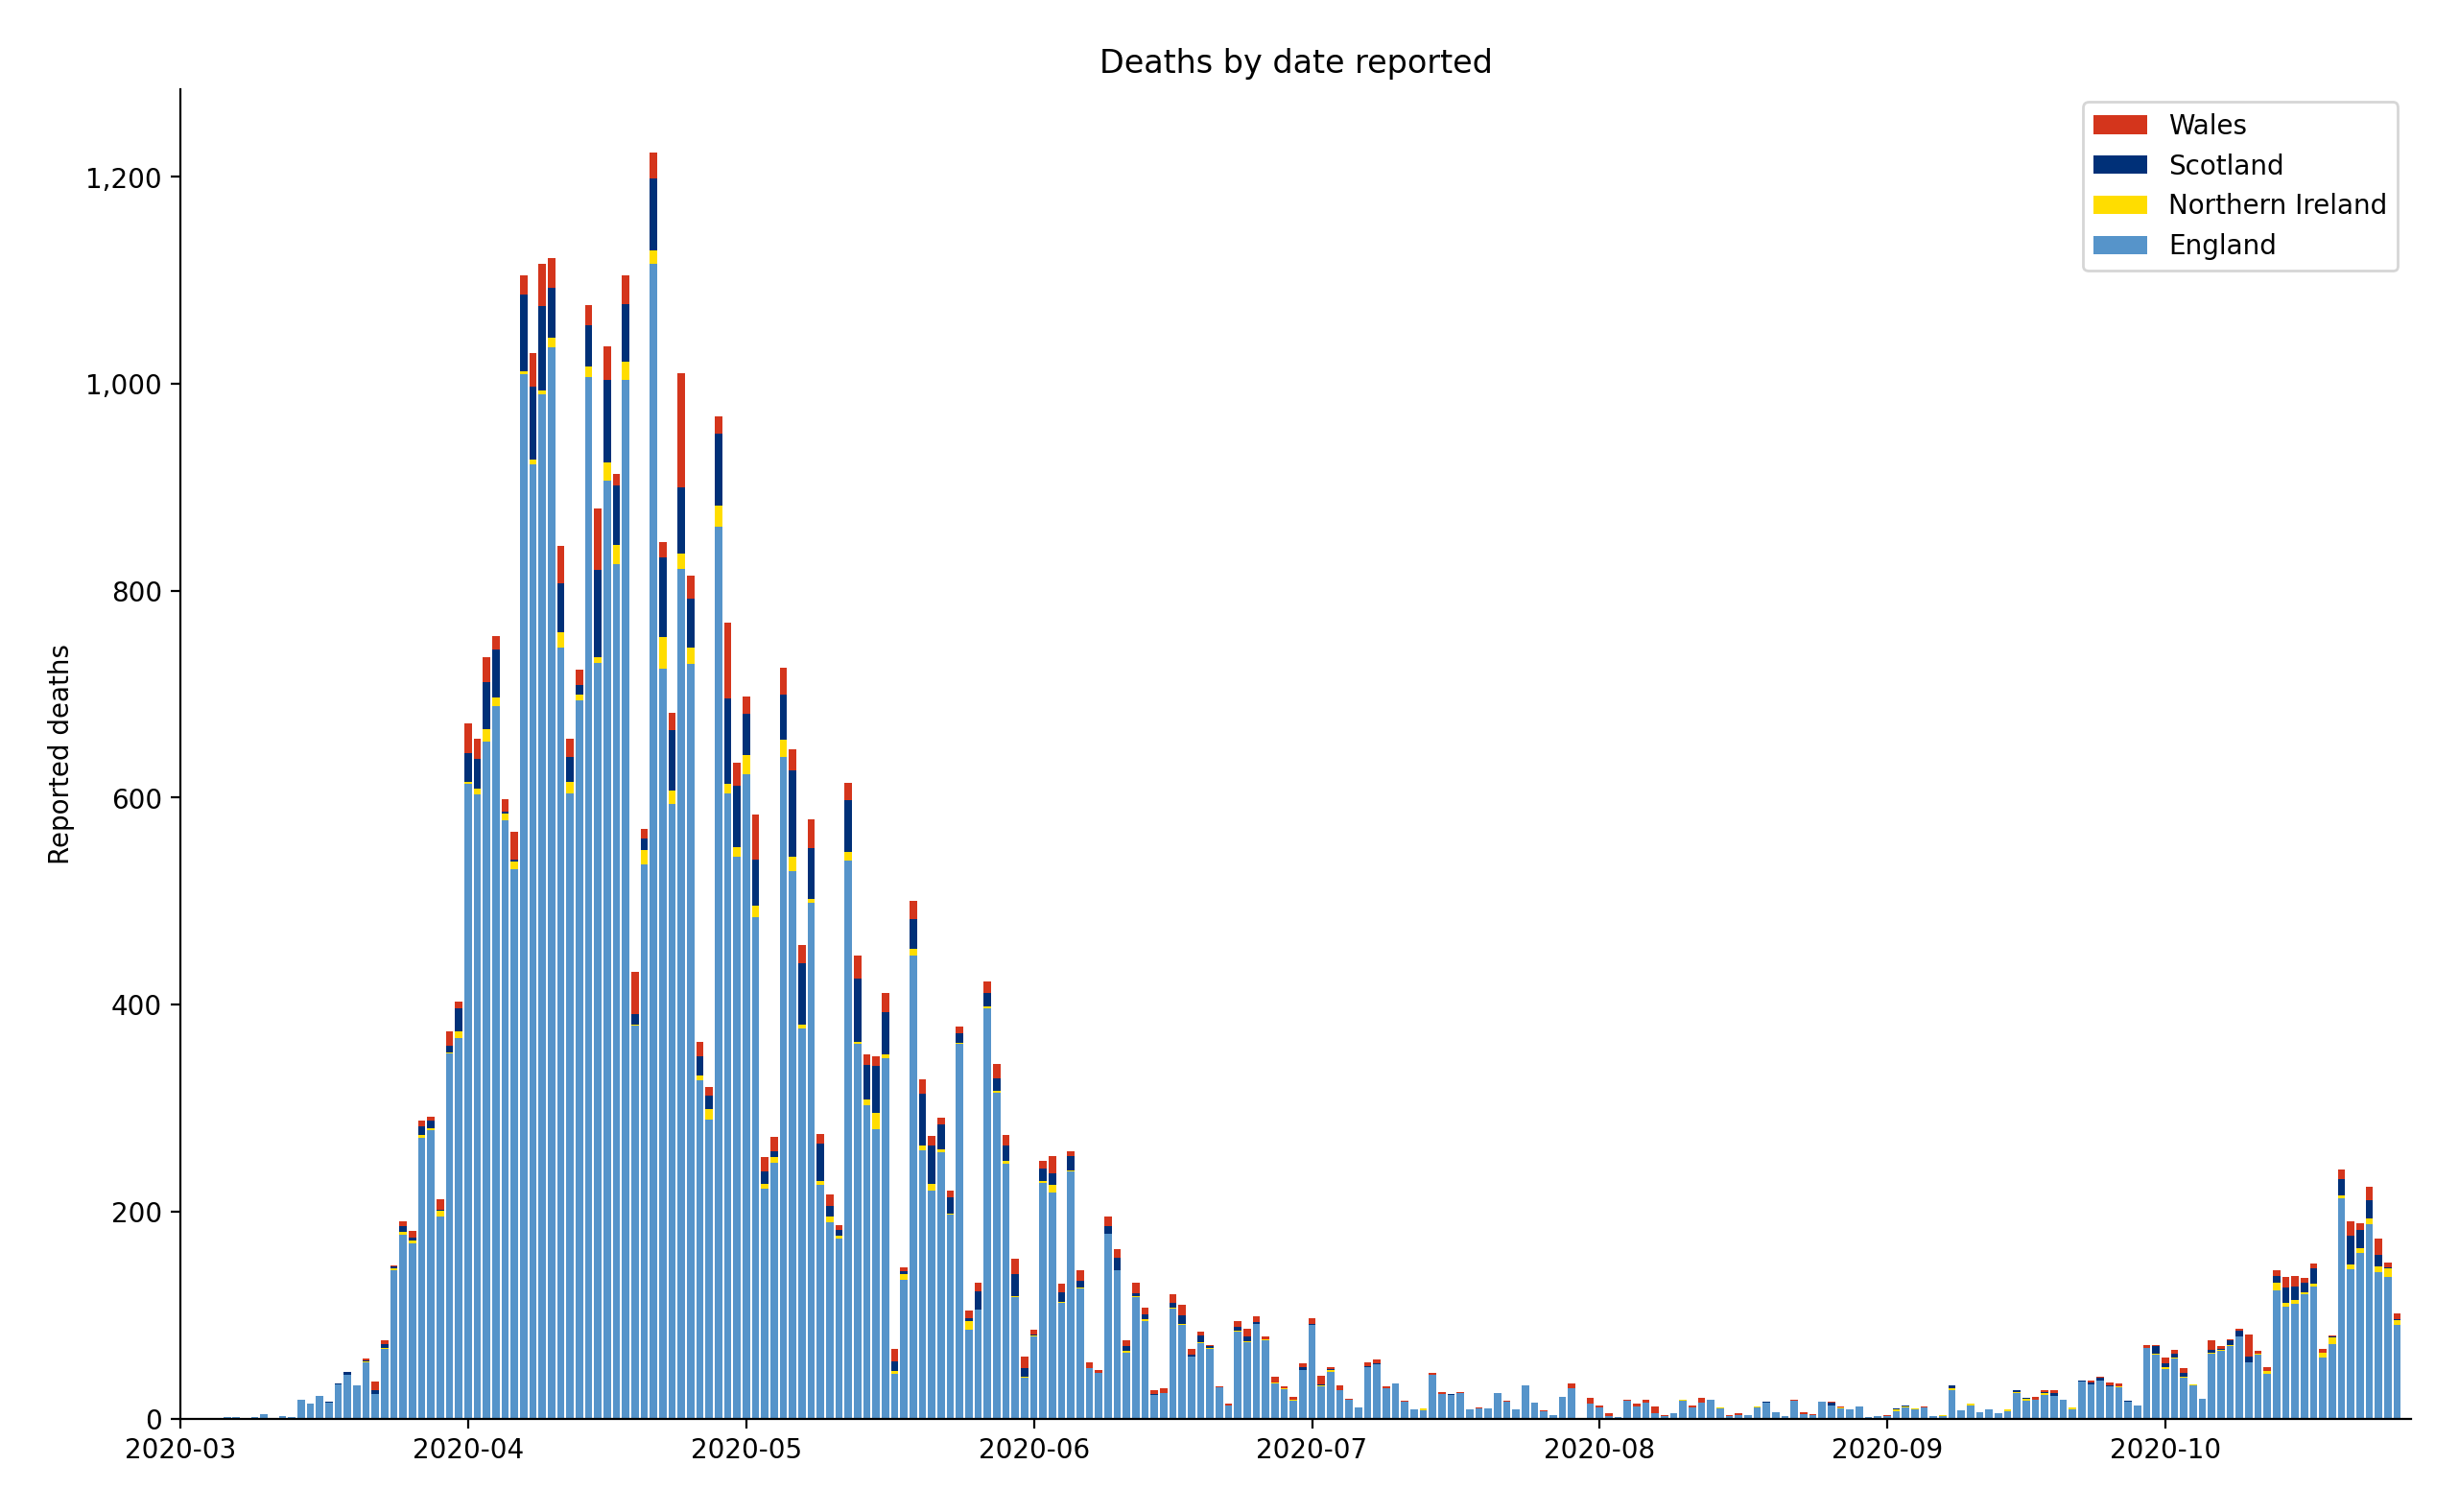 Deaths by date reported
Wales
Scotland
Northern Ireland
England
Reported deaths
1,200
1,000
800
600
400
200
0
2020-03
2020-04
2020-05
2020-06
2020-07
2020-08
2020-09
2020-10